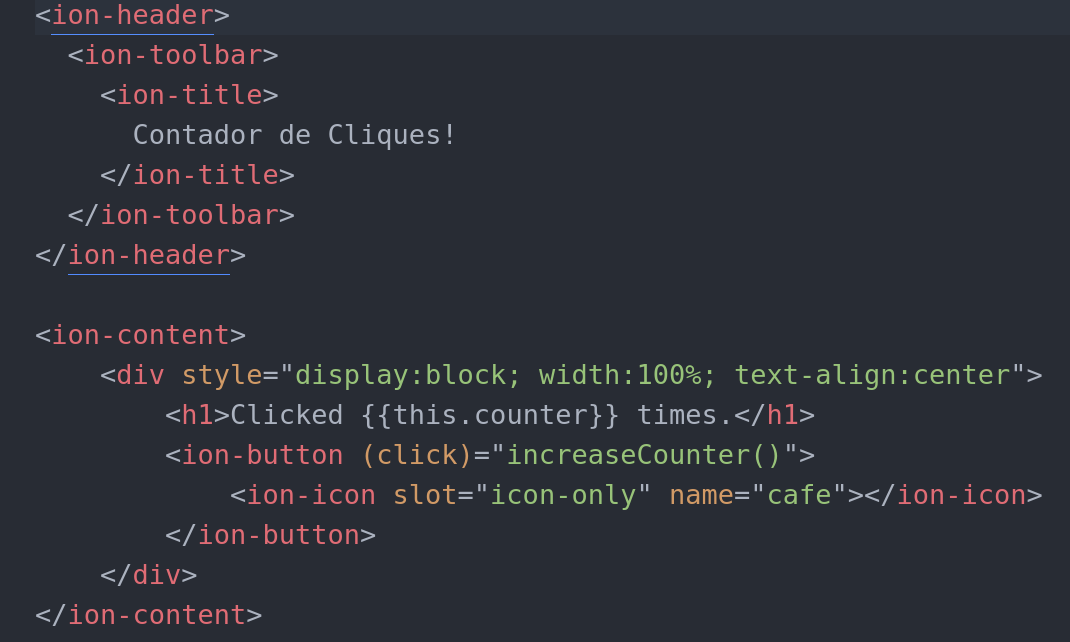 <ion-header>
<ion-toolbar>
<ion-title>
Contador de Cliques!
</ion-title>
</ion-toolbar>
</ion-header>
<ion-content>
<div style="display:block; width:100%; text-align:center">
<h1>Clicked {{this.counter}} times.</h1>
<ion-button (click)="increaseCounter()">
<ion-icon slot="icon-only" name="cafe"></ion-icon>
</ion-button>
</div>
</ion-content>